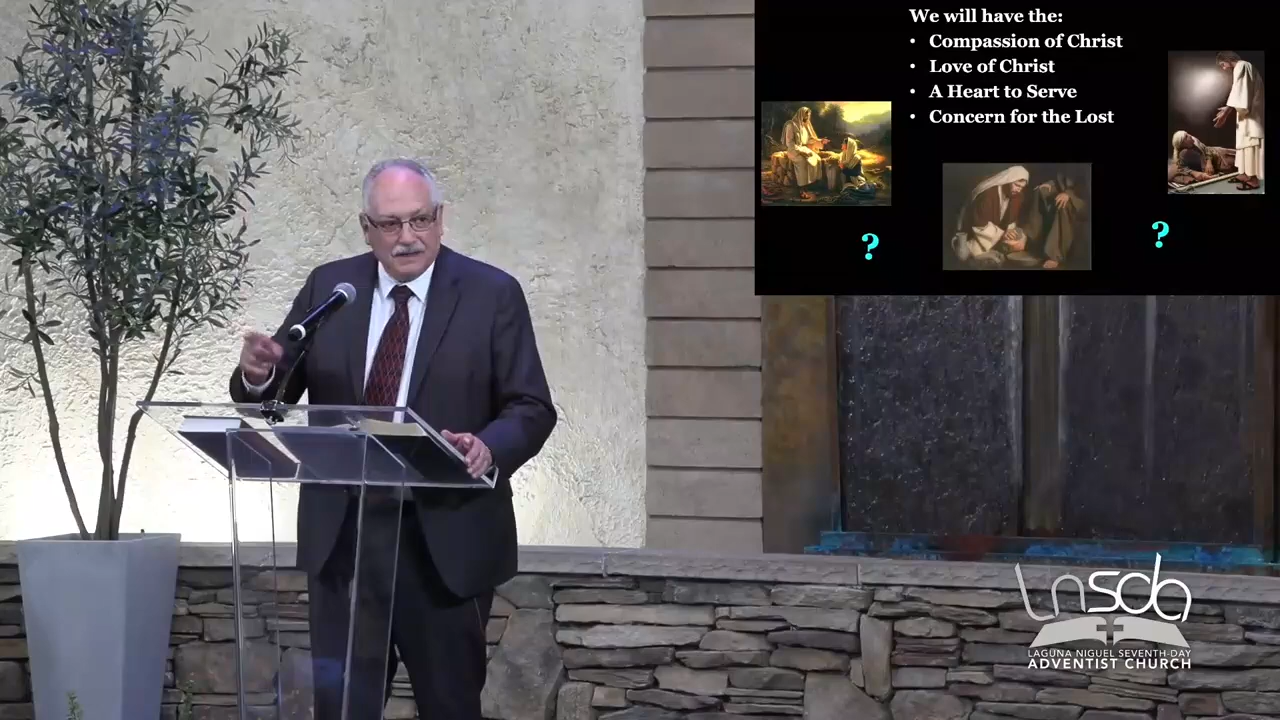 We will have the:
• Compassion of Christ
• Love of Christ
• A Heart to Serve
• Concern for the Lost
? ?
LNSDA
LAGUNA NIGUEL SEVENTH-DAY
ADVENTIST CHURCH